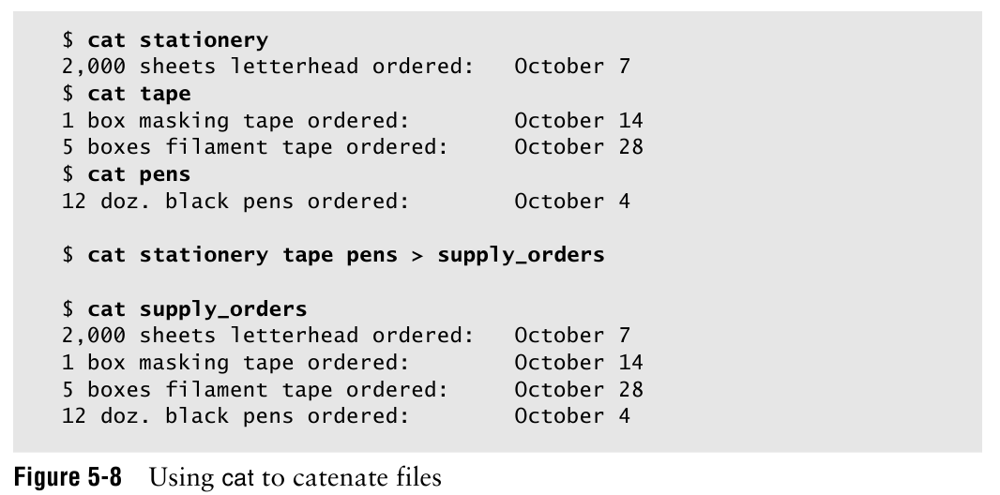 $ cat stationery
2,000 sheets letterhead ordered:   October 7
$ cat tape
1 box masking tape ordered:        October 14
5 boxes filament tape ordered:     October 28
$ cat pens
12 doz. black pens ordered:        October 4
$ cat stationery tape pens > supply_orders
$ cat supply_orders
2,000 sheets letterhead ordered:   October 7
1 box masking tape ordered:        October 14
5 boxes filament tape ordered:     October 28
12 doz. black pens ordered:        October 4
Figure 5-8 Using cat to catenate files